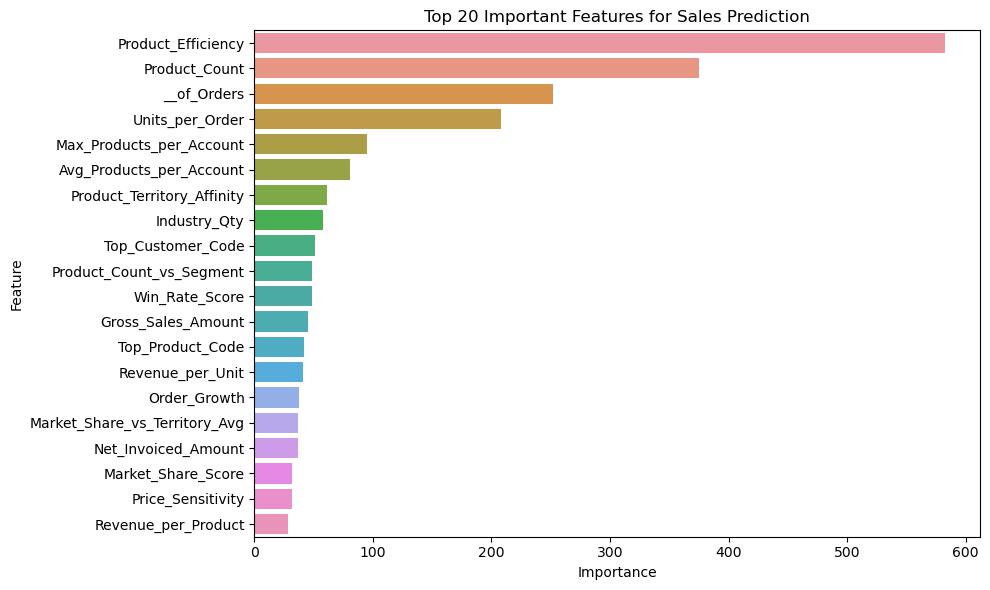 Top 20 Important Features for Sales Prediction
Feature
Product_Efficiency
Product_Count
__of_Orders
Units_per_Order
Max_Products_per_Account
Avg_Products_per_Account
Product_Territory_Affinity
Industry_Qty
Top_Customer_Code
Product_Count_vs_Segment
Win_Rate_Score
Gross_Sales_Amount
Top_Product_Code
Revenue_per_Unit
Order_Growth
Market_Share_vs_Territory_Avg
Net_Invoiced_Amount
Market_Share_Score
Price_Sensitivity
Revenue_per_Product
0 100 200 300 400 500 600
Importance